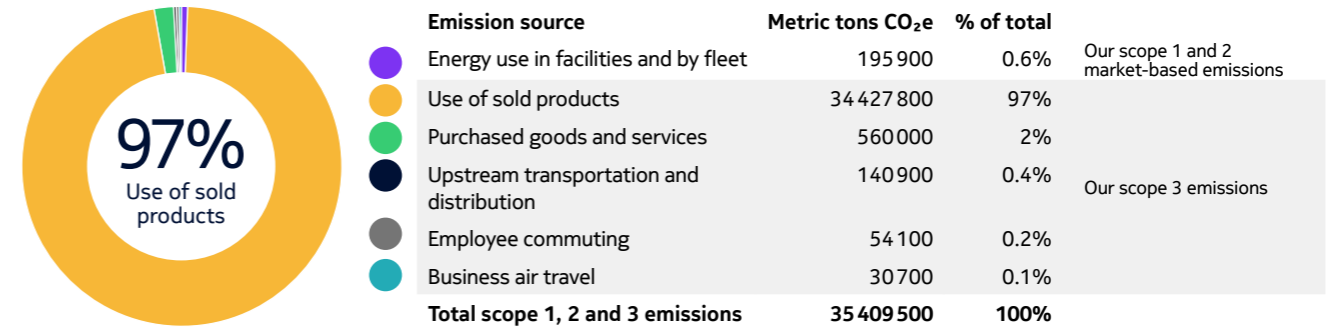 97%
Use of sold
products
Emission source Metric tons CO₂e % of total
Energy use in facilities and by fleet 195 900 0.6% Our scope 1 and 2
market-based emissions
Use of sold products 34 427 800 97%
Purchased goods and services 560 000 2%
Upstream transportation and 140 900 0.4%
distribution
Our scope 3 emissions
Employee commuting 54 100 0.2%
Business air travel 30 700 0.1%
Total scope 1, 2 and 3 emissions 35 409 500 100%